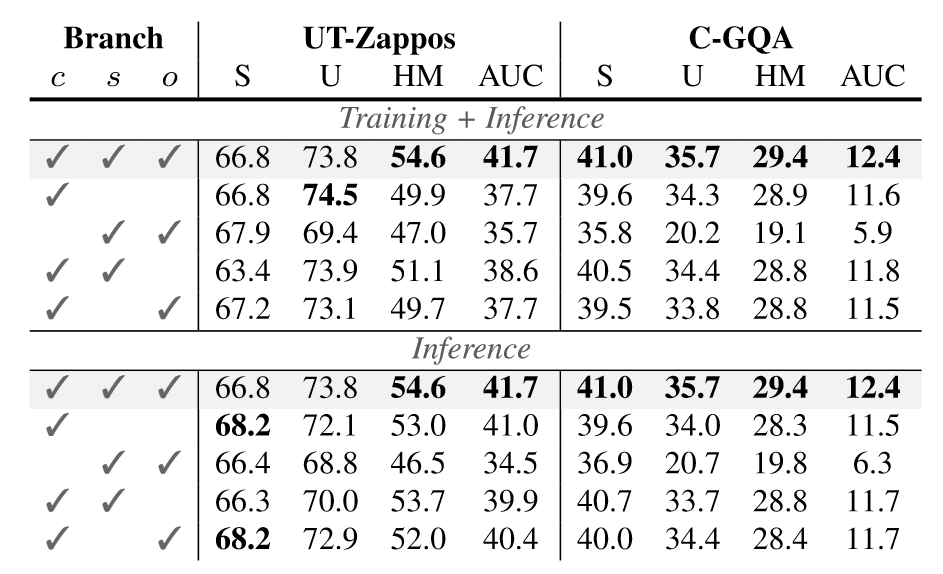 Branch UT-Zappos C-GQA
c s o S U HM AUC S U HM AUC
Training + Inference
✓ ✓ ✓ 66.8 73.8 54.6 41.7 41.0 35.7 29.4 12.4
✓ 66.8 74.5 49.9 37.7 39.6 34.3 28.9 11.6
✓ ✓ 67.9 69.4 47.0 35.7 35.8 20.2 19.1 5.9
✓ ✓ 63.4 73.9 51.1 38.6 40.5 34.4 28.8 11.8
✓ ✓ 67.2 73.1 49.7 37.7 39.5 33.8 28.8 11.5
Inference
✓ ✓ ✓ 66.8 73.8 54.6 41.7 41.0 35.7 29.4 12.4
✓ 68.2 72.1 53.0 41.0 39.6 34.0 28.3 11.5
✓ ✓ 66.4 68.8 46.5 34.5 36.9 20.7 19.8 6.3
✓ ✓ 66.3 70.0 53.7 39.9 40.7 33.7 28.8 11.7
✓ ✓ 68.2 72.9 52.0 40.4 40.0 34.4 28.4 11.7